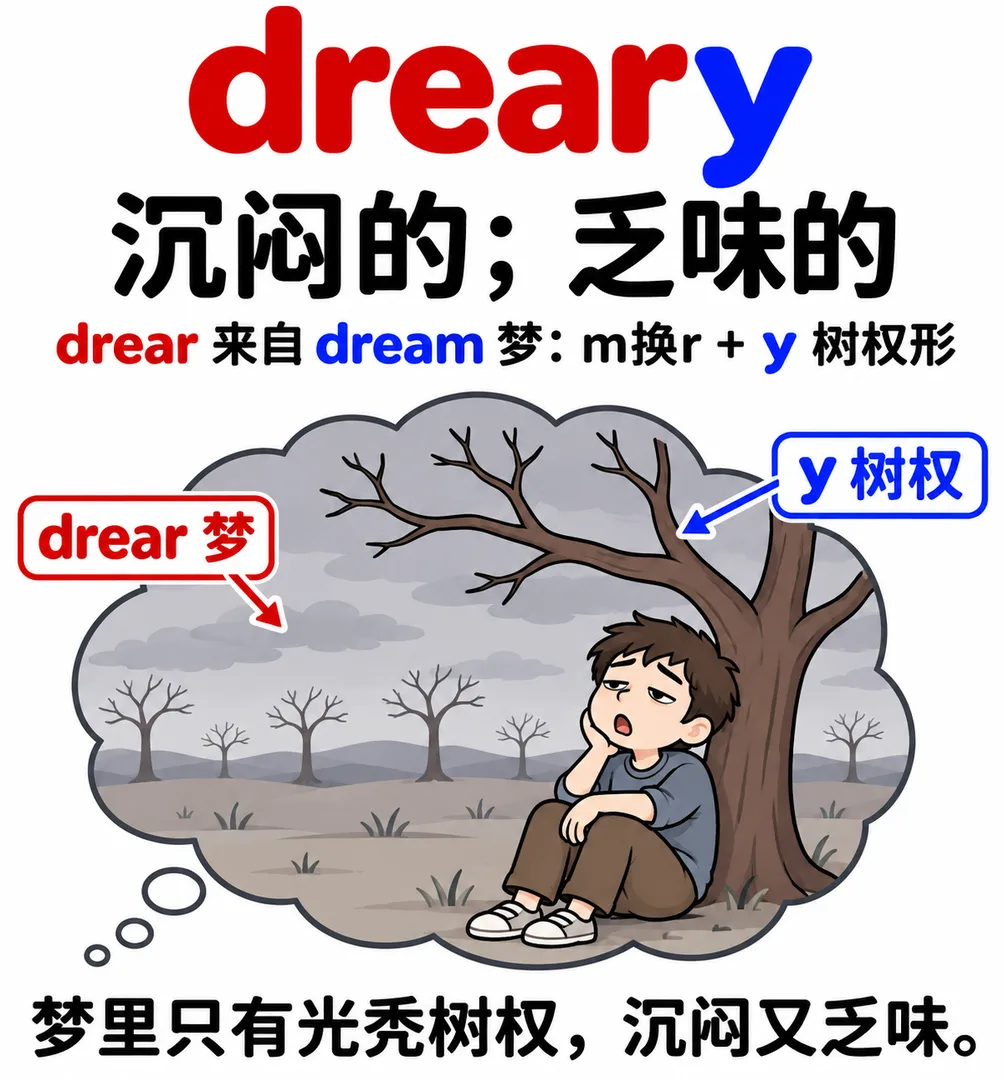 dreary
沉闷的；乏味的
drear 来自 dream 梗：m换r + y 树杈形
drear 梦
y 树杈
梦里只有光秃树杈，沉闷又乏味。